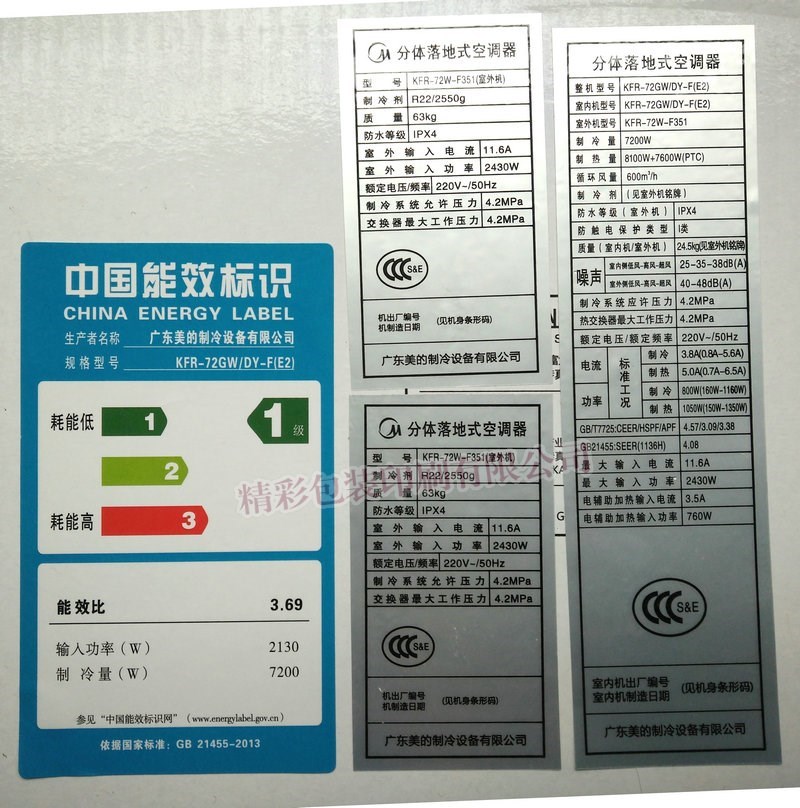 中国能效标识
CHINA ENERGY LABEL
生产者名称 广东美的制冷设备有限公司
规格型号 KFR-72GW/DY-F(E2)
耗能低 1 1级
2
耗能高 3
能效比 3.69
输入功率（W） 2130
制冷量（W） 7200
参见“中国能效标识网”（www.energylabel.gov.cn）
依据国家标准：GB 21455-2013
分体落地式空调器
型号 KFR-72W-F351(室外机)
制冷剂 R22/2550g
质量 63kg
防水等级 IPX4
室外输入电流 11.6A
室外输入功率 2430W
额定电压/频率 220V~/50Hz
制冷系统允许压力 4.2MPa
交换器最大工作压力 4.2MPa
CCC S&E
机出厂编号
机制造日期 (见机身条形码)
广东美的制冷设备有限公司
分体落地式空调器
型号 KFR-72W-F351(室外机)
制冷剂 R22/2550g
质量 63kg
防水等级 IPX4
室外输入电流 11.6A
室外输入功率 2430W
额定电压/频率 220V~/50Hz
制冷系统允许压力 4.2MPa
交换器最大工作压力 4.2MPa
CCC S&E
机出厂编号
机制造日期 (见机身条形码)
广东美的制冷设备有限公司
分体落地式空调器
整机型号 KFR-72GW/DY-F(E2)
室内机型号 KFR-72GW/DY-F(E2)
室外机型号 KFR-72W-F351
制冷量 7200W
制热量 8100W+7600W(PTC)
循环风量 600m³/h
制冷剂 (见室外机铭牌)
防水等级（室外机） IPX4
防触电保护类型 I类
质量（室内机/室外机） 24.5kg(见室外机铭牌)
噪声 室内侧低风-高风-超风 25-35-38dB(A)
室外侧低风-高风-超风 40-48dB(A)
制冷系统应许压力 4.2MPa
热交换器最大工作压力 4.2MPa
额定电压/额定频率 220V~/50Hz
电流 标准工况 制冷 3.8A(0.8A-5.6A)
制热 5.0A(0.7A-6.5A)
功率 制冷 800W(160W-1160W)
制热 1050W(150W-1350W)
GB/T7725:CEER/HSPF/APF 4.57/3.09/3.38
GB21455:SEER(1136H) 4.08
最大输入电流 11.6A
最大输入功率 2430W
电辅助加热输入电流 3.5A
电辅助加热输入功率 760W
CCC S&E
室内机出厂编号
室内机制造日期 (见机身条形码)
广东美的制冷设备有限公司
精彩包装印刷有限公司